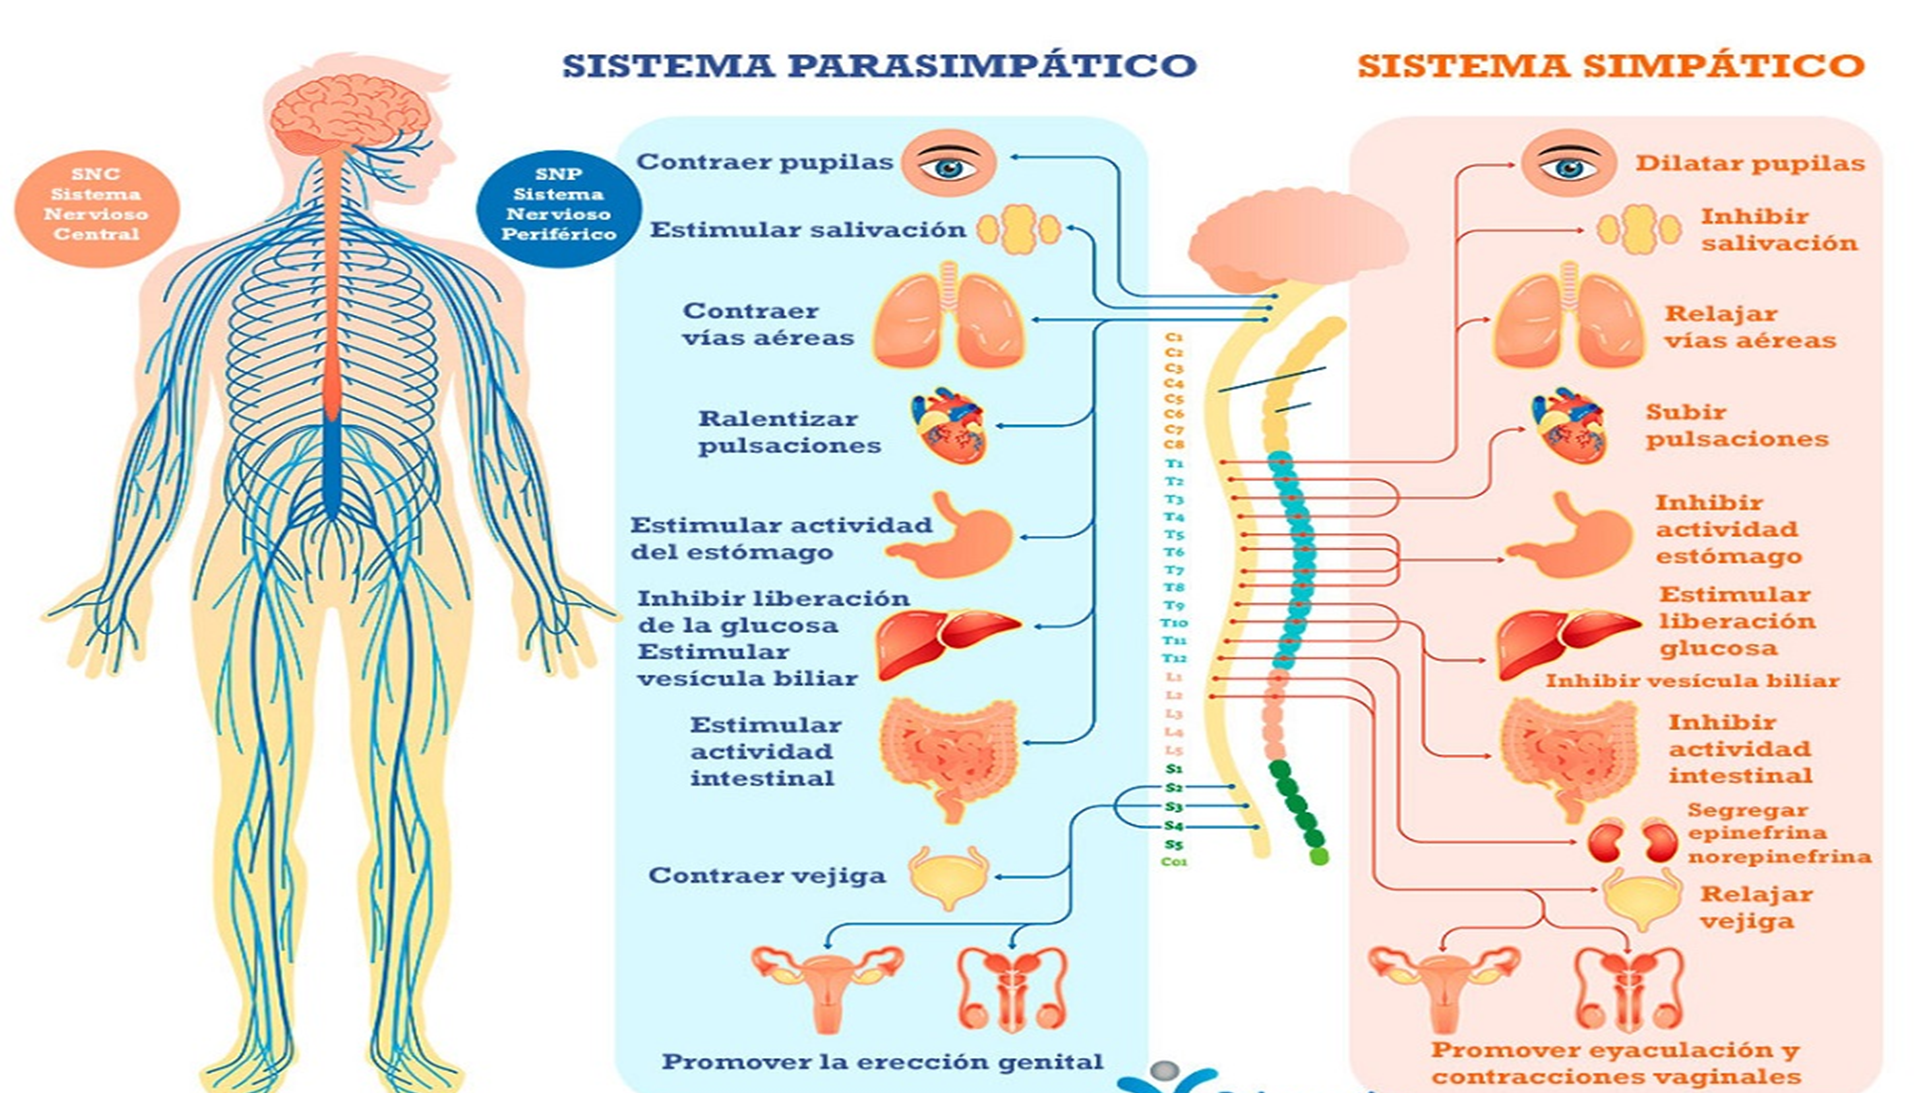 SISTEMA PARASIMPÁTICO
SISTEMA SIMPÁTICO
SNC
Sistema
Nervioso
Central
SNP
Sistema
Nervioso
Periférico
Contraer pupilas
Estimular salivación
Contraer
vías aéreas
Ralentizar
pulsaciones
Estimular actividad
del estómago
Inhibir liberación
de la glucosa
Estimular
vesícula biliar
Estimular
actividad
intestinal
Contraer vejiga
Promover la erección genital
C1
C2
C3
C4
C5
C6
C7
C8
T1
T2
T3
T4
T5
T6
T7
T8
T9
T10
T11
T12
L1
L2
L3
L4
L5
S1
S2
S3
S4
S5
Co1
Dilatar pupilas
Inhibir
salivación
Relajar
vías aéreas
Subir
pulsaciones
Inhibir
actividad
estómago
Estimular
liberación
glucosa
Inhibir vesícula biliar
Inhibir
actividad
intestinal
Segregar
epinefrina
norepinefrina
Relajar
vejiga
Promover eyaculación y
contracciones vaginales